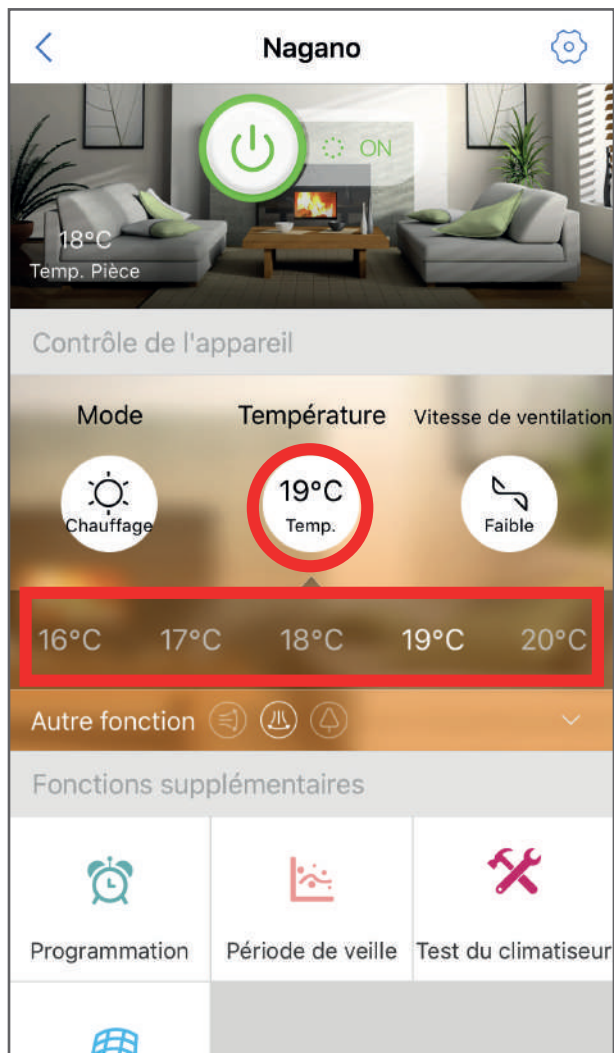 Nagano
ON
18°C
Temp. Pièce
Contrôle de l'appareil
Mode
Température
Vitesse de ventilation
Chauffage
19°C
Temp.
Faible
16°C 17°C 18°C 19°C 20°C
Autre fonction
Fonctions supplémentaires
Programmation
Période de veille
Test du climatiseur